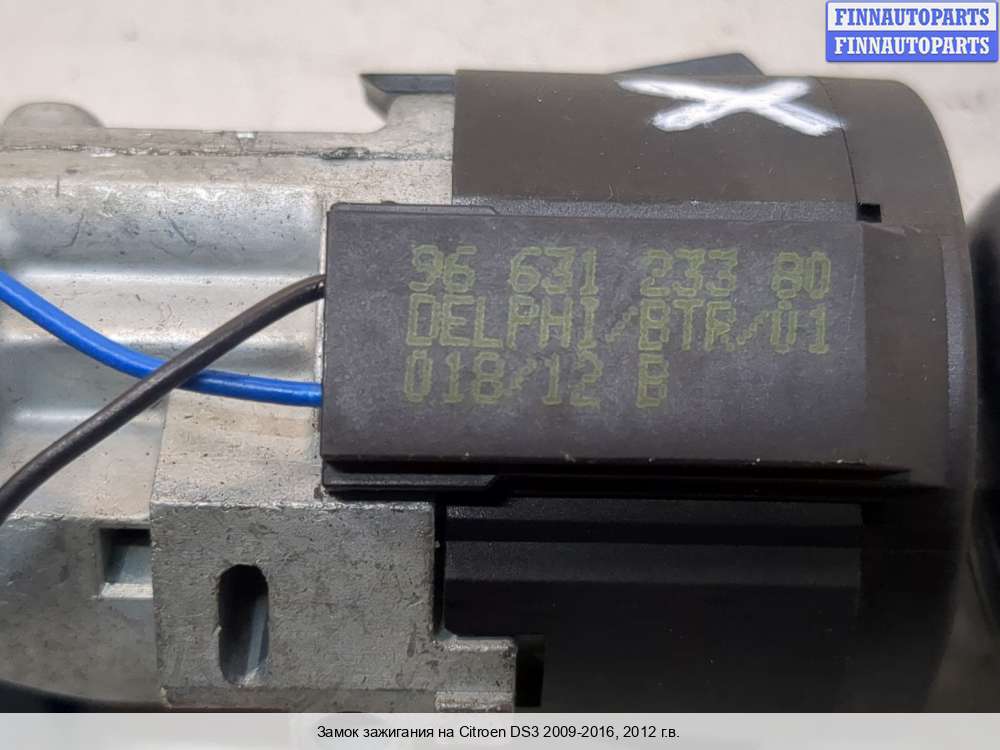 FINNAUTOPARTS
FINNAUTOPARTS
X
96 631 233 80
DELPHI/BTR/01
018/12 B
Замок зажигания на Citroen DS3 2009-2016, 2012 г.в.